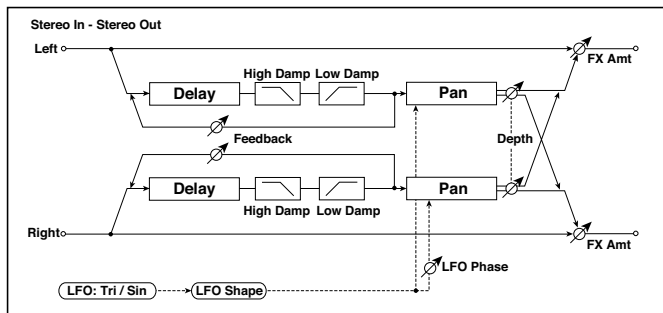 Stereo In - Stereo Out
Left
FX Amt
High Damp Low Damp
Delay
Pan
Feedback
Depth
Delay
Pan
High Damp Low Damp
Right
FX Amt
LFO Phase
LFO: Tri / Sin
LFO Shape